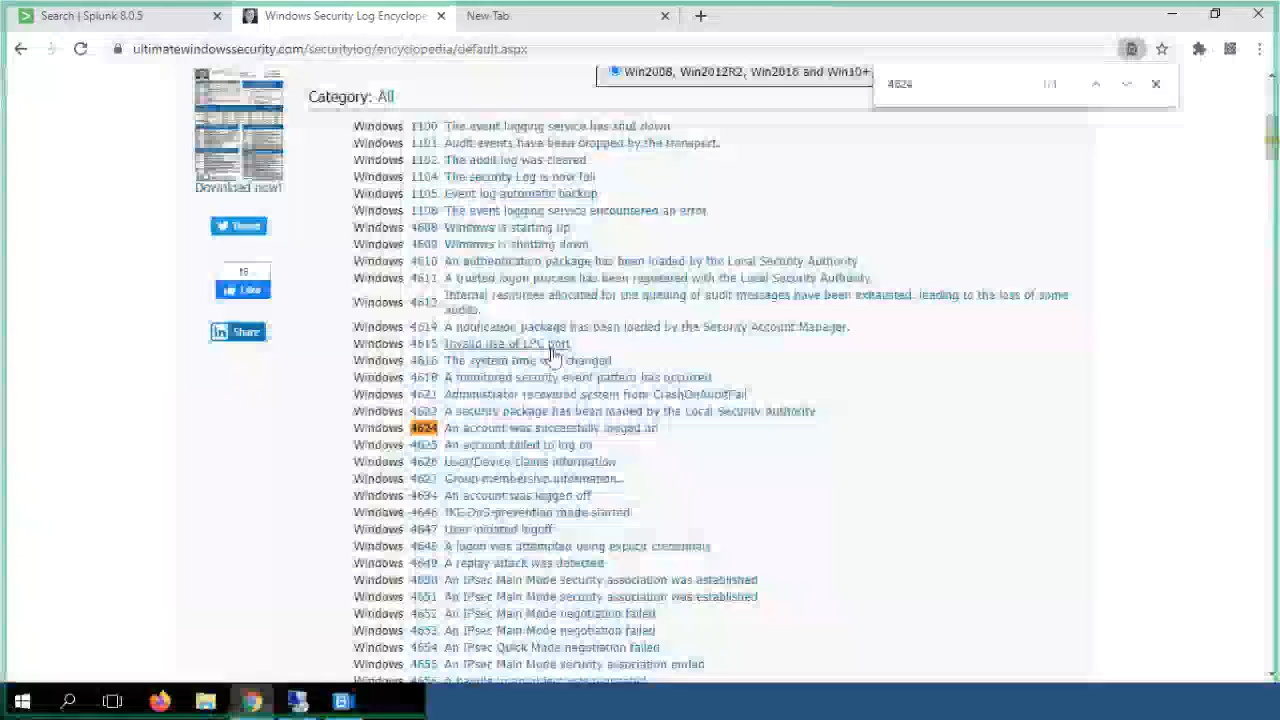 Search | Splunk 8.0.5
Windows Security Log Encyclope
New Tab
ultimatewindowssecurity.com/securitylog/encyclopedia/default.aspx
Win2008, Win2012R2, Win2016 and Win10+
4624
1/1
Category: All
Download now!
Tweet
Like
Share
Windows 1100 The event logging service has shut down
Windows 1101 Audit events have been dropped by the transport.
Windows 1102 The audit log was cleared
Windows 1104 The security Log is now full
Windows 1105 Event log automatic backup
Windows 1108 The event logging service encountered an error
Windows 4608 Windows is starting up
Windows 4609 Windows is shutting down
Windows 4610 An authentication package has been loaded by the Local Security Authority
Windows 4611 A trusted logon process has been registered with the Local Security Authority
Windows 4612 Internal resources allocated for the queuing of audit messages have been exhausted, leading to the loss of some
audits.
Windows 4614 A notification package has been loaded by the Security Account Manager.
Windows 4615 Invalid use of LPC port
Windows 4616 The system time was changed
Windows 4618 A monitored security event pattern has occurred
Windows 4621 Administrator recovered system from CrashOnAuditFail
Windows 4622 A security package has been loaded by the Local Security Authority
Windows 4624 An account was successfully logged on
Windows 4625 An account failed to log on
Windows 4626 User/Device claims information
Windows 4627 Group membership information.
Windows 4634 An account was logged off
Windows 4646 IKE DoS-prevention mode started
Windows 4647 User initiated logoff
Windows 4648 A logon was attempted using explicit credentials
Windows 4649 A replay attack was detected
Windows 4650 An IPsec Main Mode security association was established
Windows 4651 An IPsec Main Mode security association was established
Windows 4652 An IPsec Main Mode negotiation failed
Windows 4653 An IPsec Main Mode negotiation failed
Windows 4654 An IPsec Quick Mode negotiation failed
Windows 4655 An IPsec Main Mode security association ended
Windows 4656